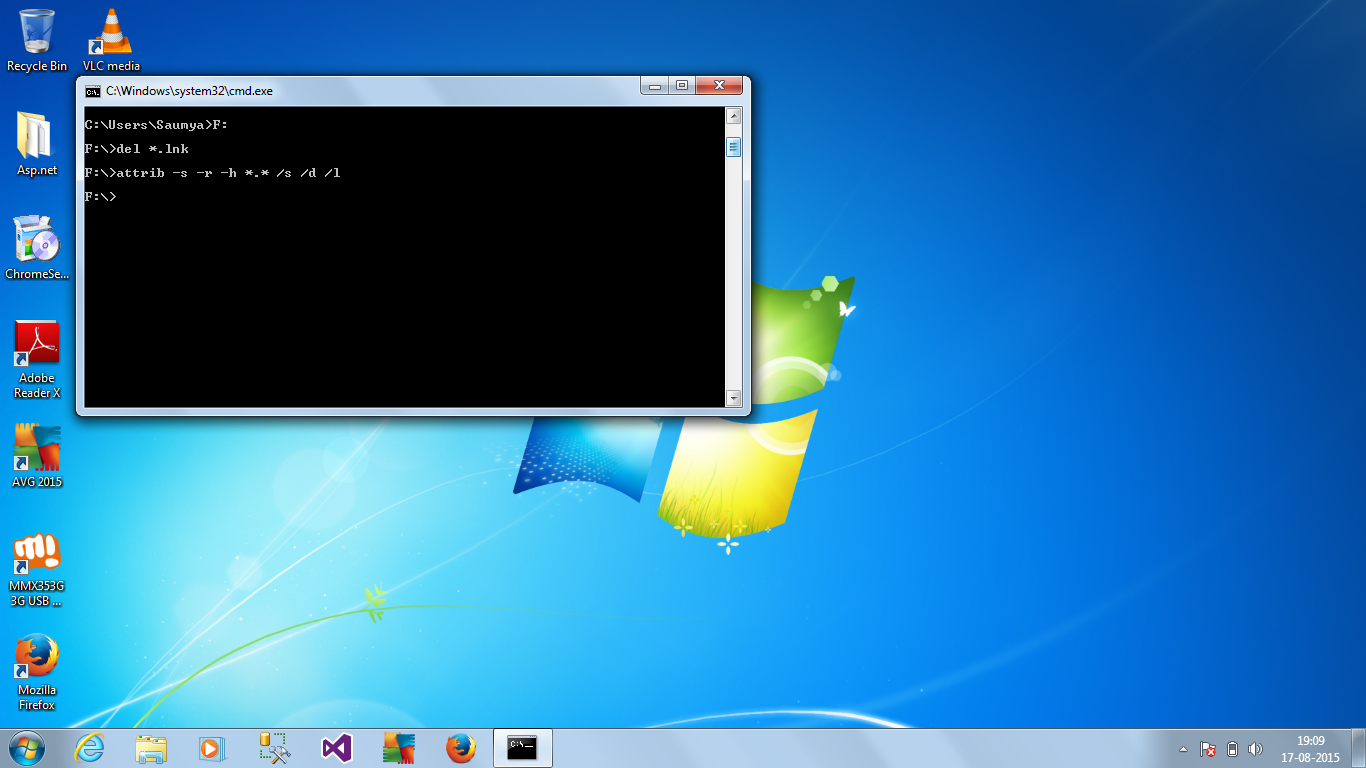 Recycle Bin
VLC media
C:\Windows\system32\cmd.exe
C:\Users\Saumya>F:
F:\>del *.lnk
F:\>attrib -s -r -h *.* /s /d /l
F:\>
Asp.net
ChromeSe...
Adobe
Reader X
AVG 2015
MMX353G
3G USB ...
Mozilla
Firefox
19:09
17-08-2015